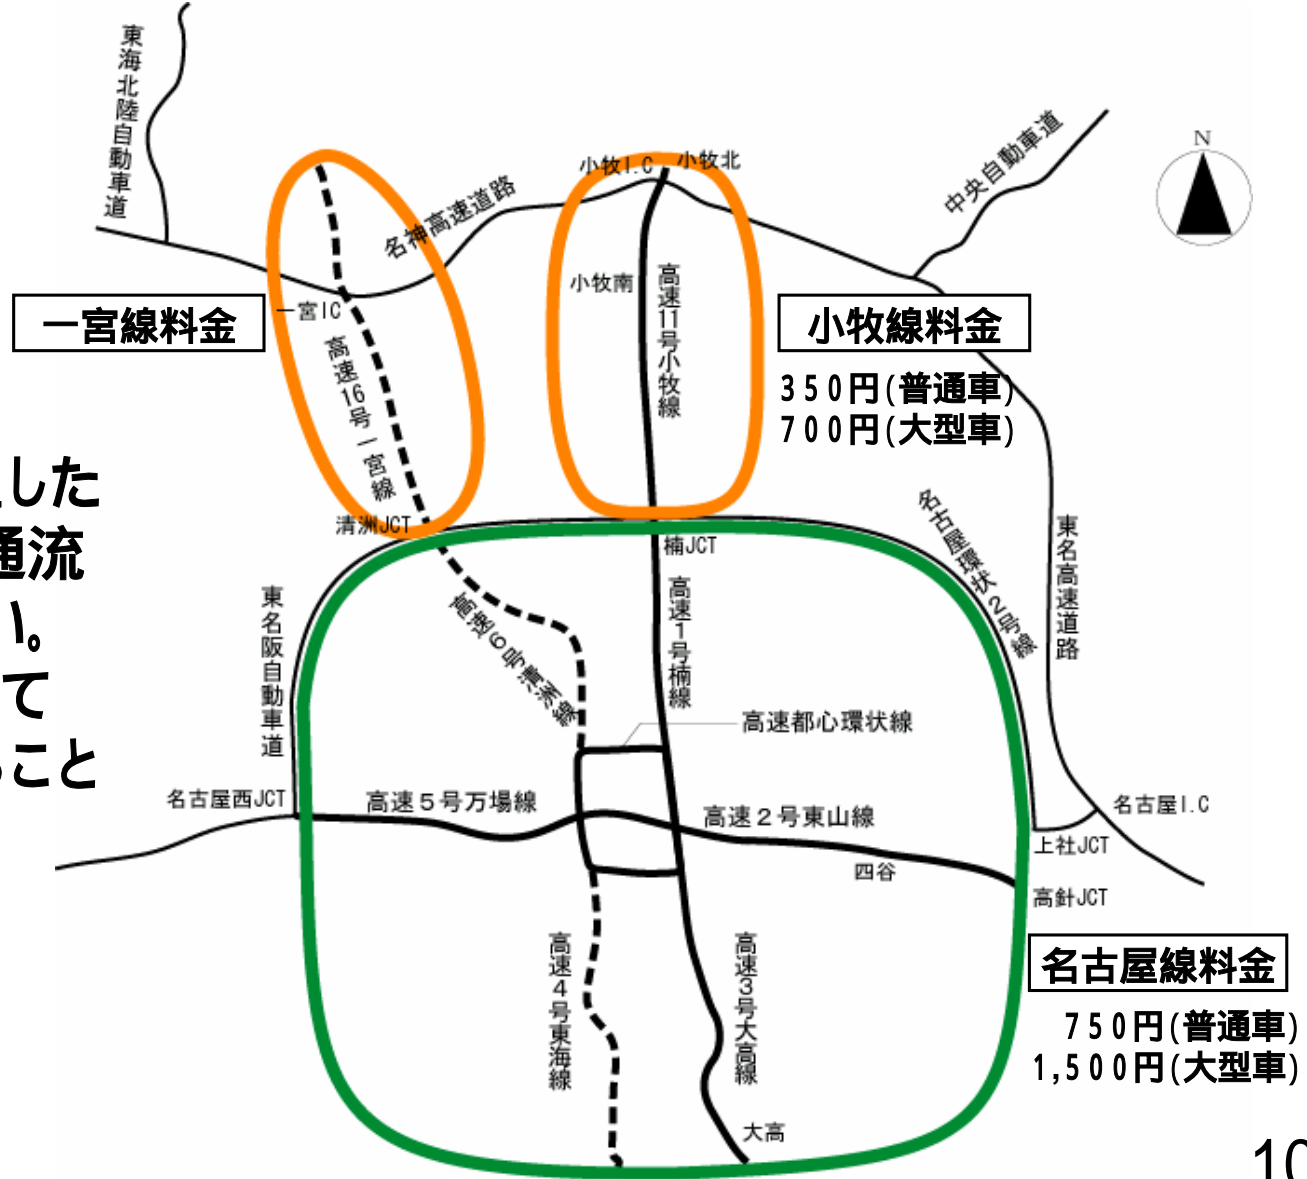 東海北陸自動車道
小牧I.C
小牧北
N
中央自動車道
名神高速道路
小牧南
高速11号小牧線
一宮線料金
一宮IC
小牧線料金
高速16号一宮線
350円(普通車)
700円(大型車)
した
通流
い。
て
ること
清洲JCT
楠JCT
名古屋環状2号線
東名高速道路
東名阪自動車道
高速6号清洲線
高速1号楠線
高速都心環状線
名古屋西JCT
高速5号万場線
高速2号東山線
名古屋I.C
上社JCT
四谷
高針JCT
高速4号東海線
高速3号大高線
名古屋線料金
750円(普通車)
1,500円(大型車)
大高
10